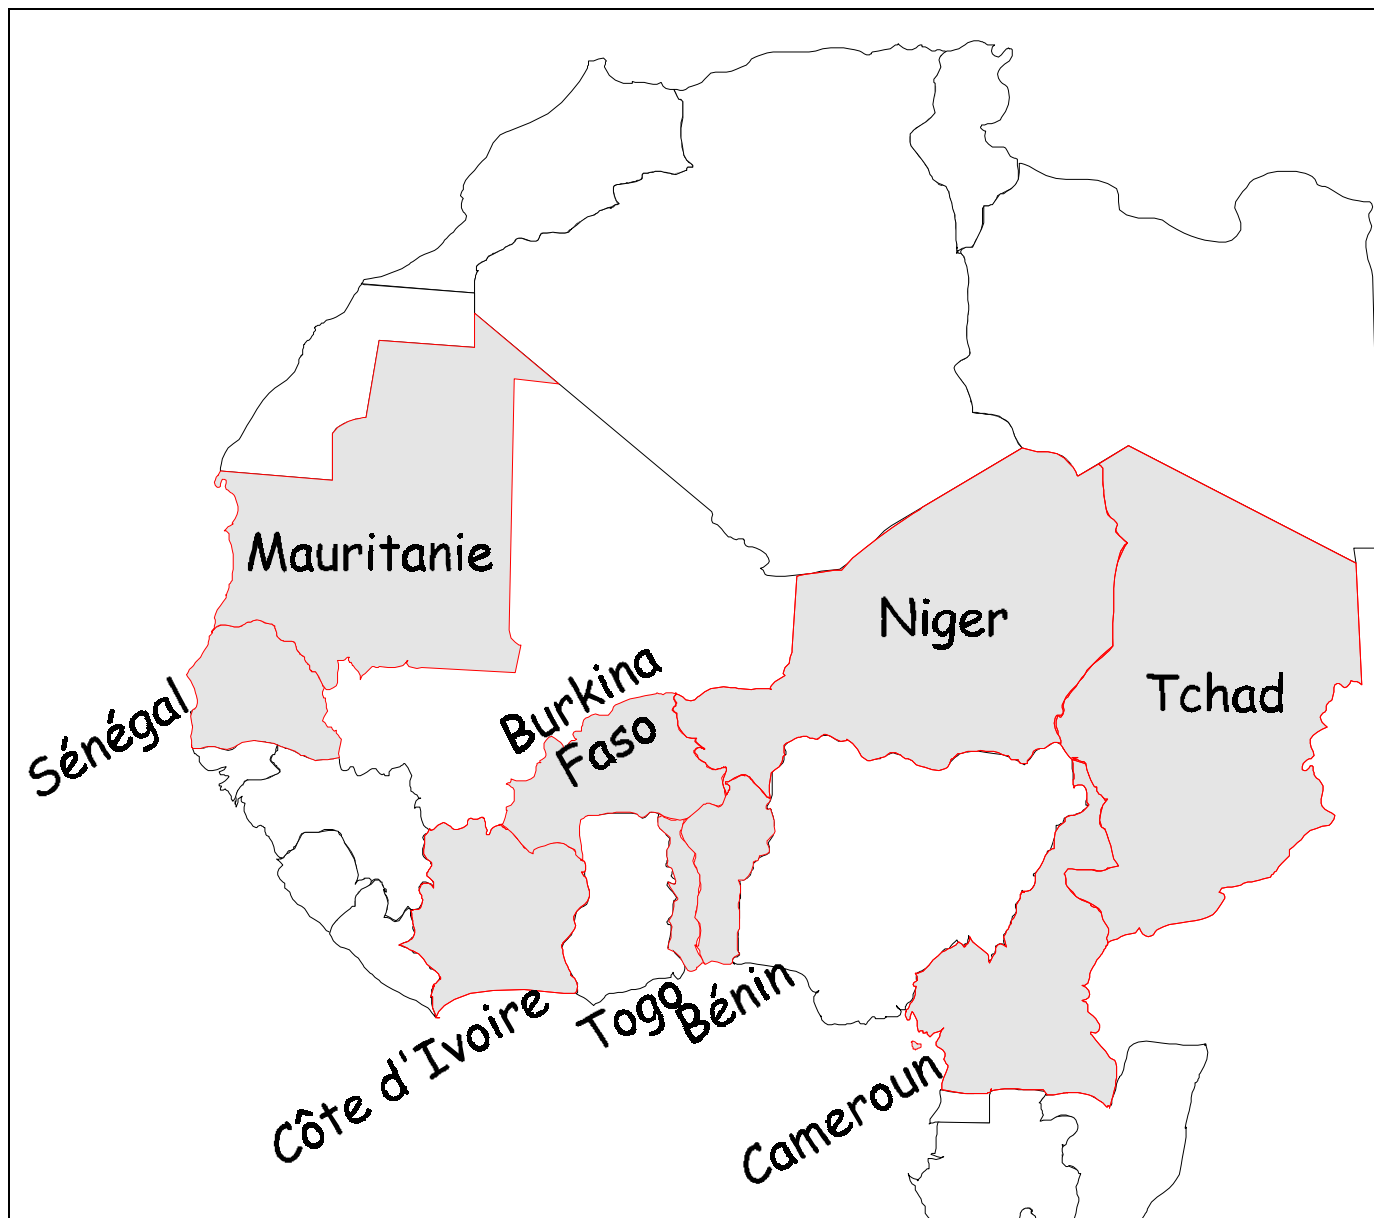 Mauritanie
Niger
Tchad
Sénégal
Burkina
Faso
Côte d'Ivoire
Togo
Bénin
Cameroun